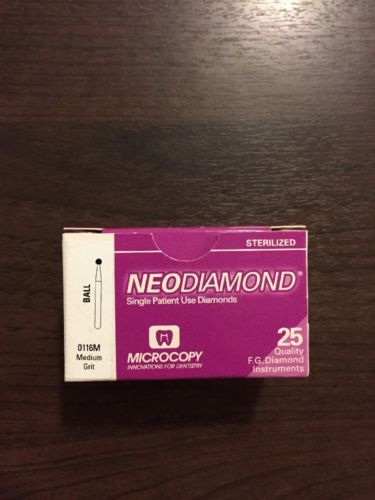 STERILIZED
NEODIAMOND®
Single Patient Use Diamonds
BALL
0116M
Medium
Grit
MICROCOPY
INNOVATIONS FOR DENTISTRY
25
Quality
F.G. Diamond
Instruments